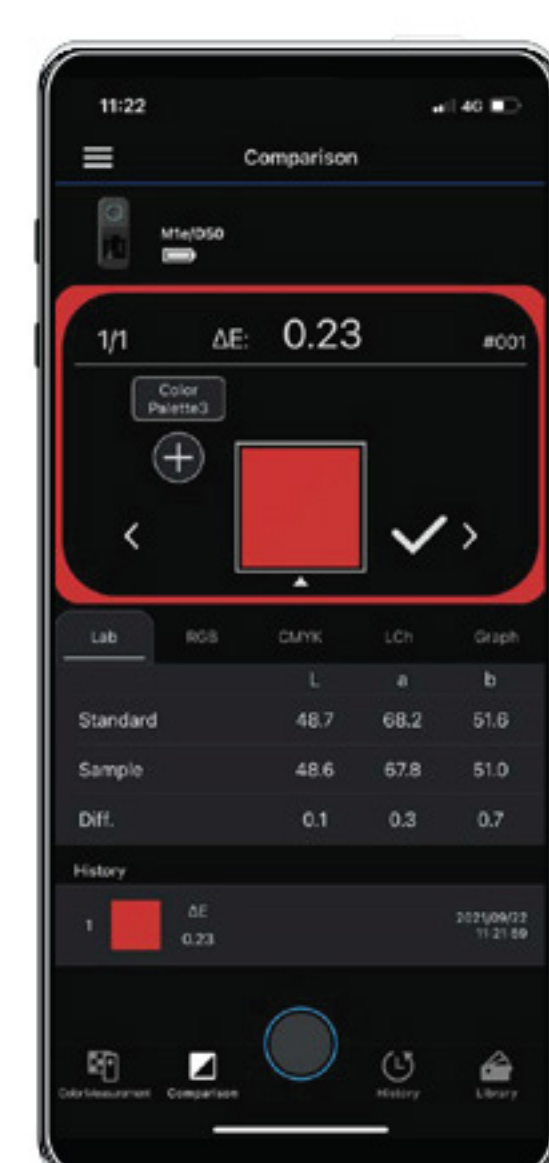 11:22 4G
Comparison
M1e/D50
1/1 ΔE: 0.23 #001
Color
Palette3
Lab RGB CMYK LCh Graph
L a b
Standard 48.7 68.2 51.6
Sample 48.6 67.8 51.0
Diff. 0.1 0.3 0.7
History
1 ΔE 2021/09/22
0.23 11:21:59
ColorMeasurement Comparison History Library